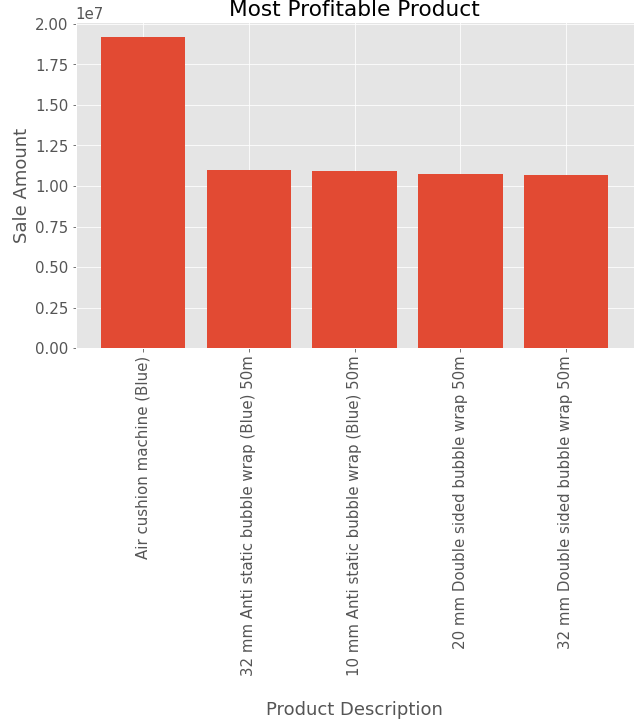 Most Profitable Product
1e7
2.00
1.75
1.50
1.25
1.00
0.75
0.50
0.25
0.00
Sale Amount
Air cushion machine (Blue)
32 mm Anti static bubble wrap (Blue) 50m
10 mm Anti static bubble wrap (Blue) 50m
20 mm Double sided bubble wrap 50m
32 mm Double sided bubble wrap 50m
Product Description